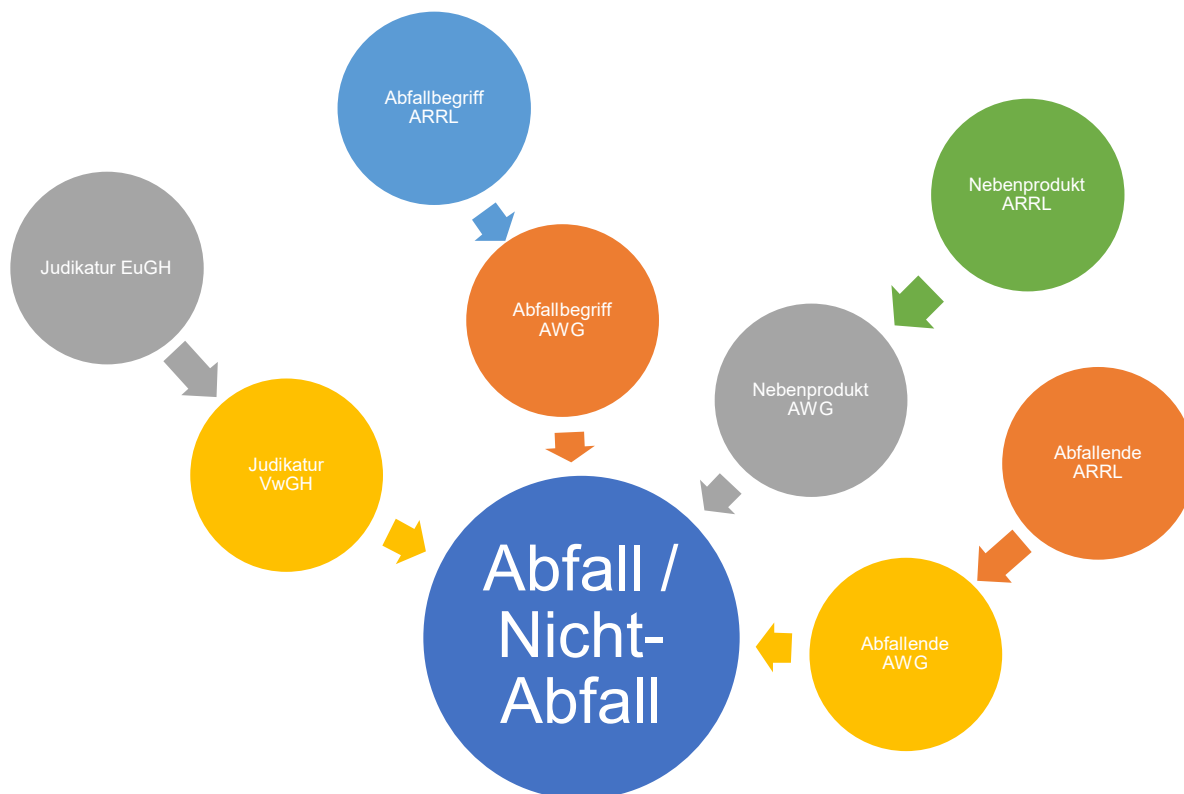 Abfallbegriff
ARRL
Nebenprodukt
ARRL
Judikatur EuGH
Abfallbegriff
AWG
Nebenprodukt
AWG
Abfallende
ARRL
Judikatur
VwGH
Abfall /
Nicht-
Abfall
Abfallende
AWG